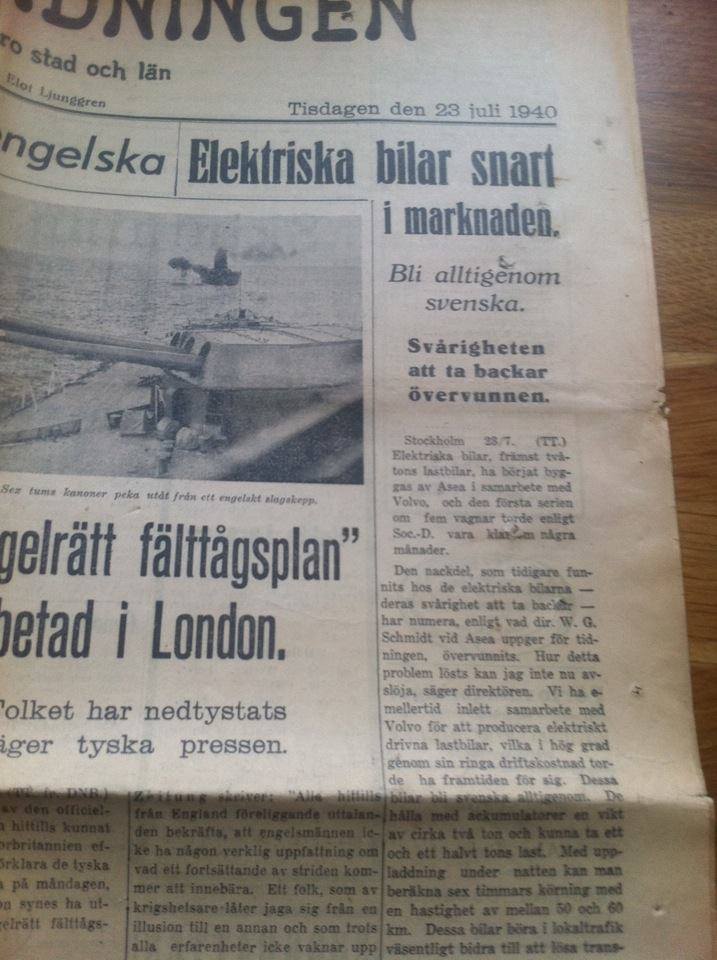 DNINGEN
ro stad och län
Elof Ljunggren
Tisdagen den 23 juli 1940
ngelska
Elektriska bilar snart
i marknaden.
Bli alltigenom
svenska.
Svårigheten
att ta backar
övervunnen.
Stockholm 23/7. (TT.)
Elektriska bilar, främst två-
tons lastbilar, ha börjat byg-
gas av Asea i samarbete med
Volvo, och den första serien
om fem vagnar torde enligt
Soc.-D. vara klar om några
månader.
Den nackdel, som tidigare fun-
nits hos de elektriska bilarna —
deras svårighet att ta backar —
har numera, enligt vad dir. W. G.
Schmidt vid Asea uppger för tid-
ningen, övervunnits. Hur detta
problem lösts kan jag inte nu av-
slöja, säger direktören. Vi ha e-
mellertid inlett samarbete med
Volvo för att producera elektriskt
drivna lastbilar, vilka i hög grad
genom sin ringa driftskostnad tor-
de ha framtiden för sig. Dessa
bilar bli svenska alltigenom. De
hålla med ackumulatorer en vikt
av cirka två ton och kunna ta ett
och ett halvt tons last. Med upp-
laddning under natten kan man
beräkna sex timmars körning med
en hastighet av mellan 50 och 60
km. Dessa bilar böra i lokaltrafik
väsentligt bidra till att lösa trans-
Sex tums kanoner peka utåt från ett engelskt slagskepp.
gelrätt fälttågsplan”
betad i London.
Folket har nedtystats
äger tyska pressen.
(TT. fr. DNB.)
av den officiel-
a hittills kunnat
orbritannien ef-
örklara de tyska
a på måndagen,
on synes ha ut-
gelrätt fälttågs-
Zeitung skriver: "Alla hittills
från England föreliggande uttalan-
den bekräfta, att engelsmännen ic-
ke ha någon verklig uppfattning om
vad ett fortsättande av striden kom-
mer att innebära. Ett folk, som av
krigshetsare låter jaga sig från en
illusion till en annan och som trots
alla erfarenheter icke vaknar upp